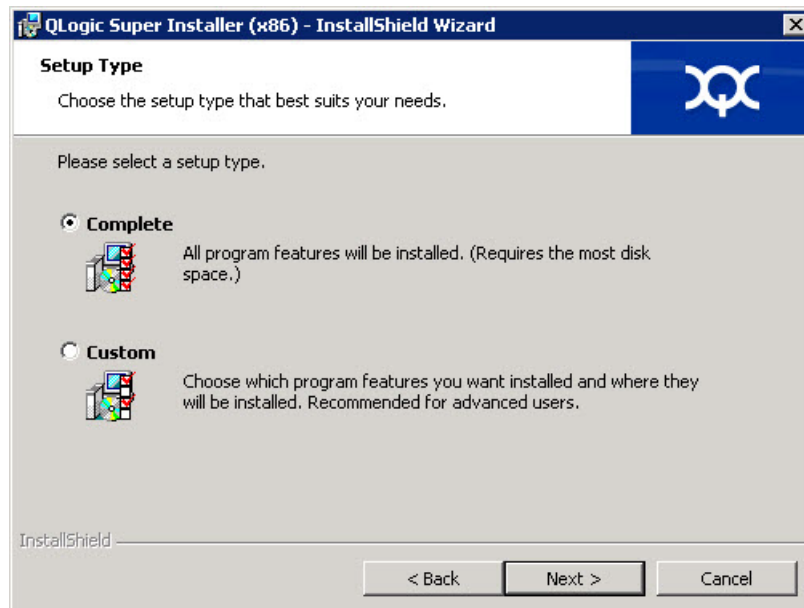 QLogic Super Installer (x86) - InstallShield Wizard
Setup Type
Choose the setup type that best suits your needs.
Please select a setup type.
Complete
All program features will be installed. (Requires the most disk
space.)
Custom
Choose which program features you want installed and where they
will be installed. Recommended for advanced users.
InstallShield
< Back
Next >
Cancel